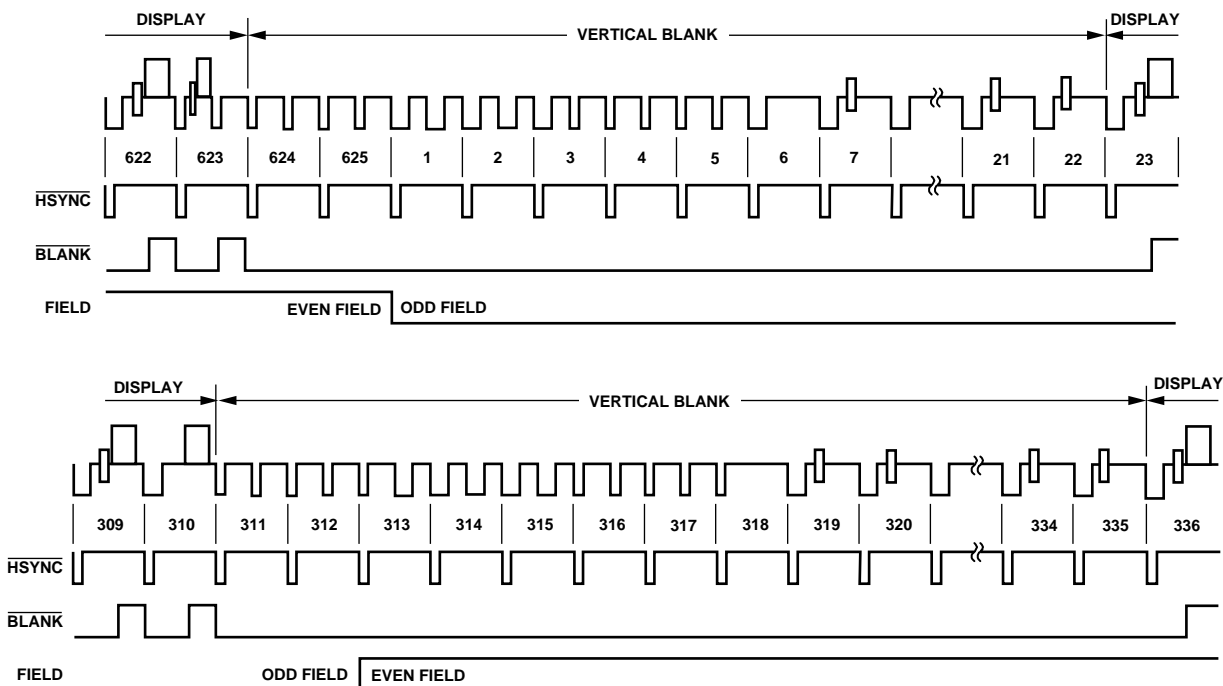 DISPLAY VERTICAL BLANK DISPLAY
622 623 624 625 1 2 3 4 5 6 7 21 22 23
HSYNC
BLANK
FIELD EVEN FIELD ODD FIELD
DISPLAY VERTICAL BLANK DISPLAY
309 310 311 312 313 314 315 316 317 318 319 320 334 335 336
HSYNC
BLANK
FIELD ODD FIELD EVEN FIELD